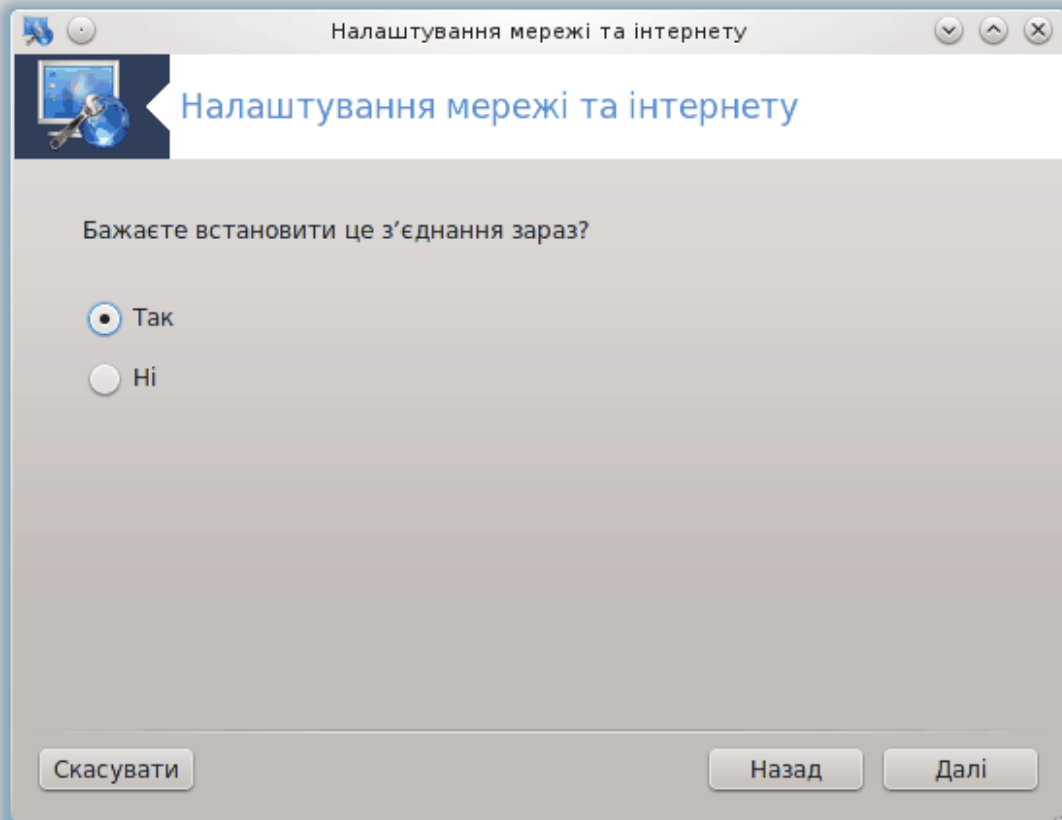 Налаштування мережі та інтернету
Налаштування мережі та інтернету
Бажаєте встановити це з’єднання зараз?
Так
Ні
Скасувати
Назад
Далі